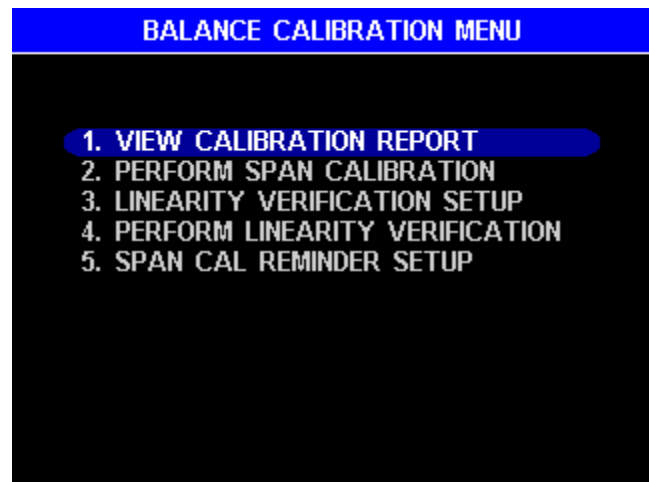 BALANCE CALIBRATION MENU
1. VIEW CALIBRATION REPORT
2. PERFORM SPAN CALIBRATION
3. LINEARITY VERIFICATION SETUP
4. PERFORM LINEARITY VERIFICATION
5. SPAN CAL REMINDER SETUP